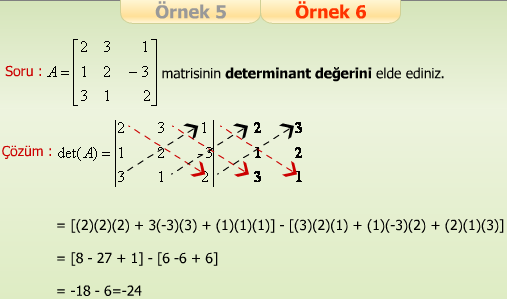 Örnek 5 Örnek 6
2 3 1
Soru : A = 1 2 -3 matrisinin determinant değerini elde ediniz.
3 1 2
2 3 1 2 3
Çözüm : det(A) = 1 2 -3 1 2
3 1 2 3 1
= [(2)(2)(2) + 3(-3)(3) + (1)(1)(1)] - [(3)(2)(1) + (1)(-3)(2) + (2)(1)(3)]
= [8 - 27 + 1] - [6 -6 + 6]
= -18 - 6=-24